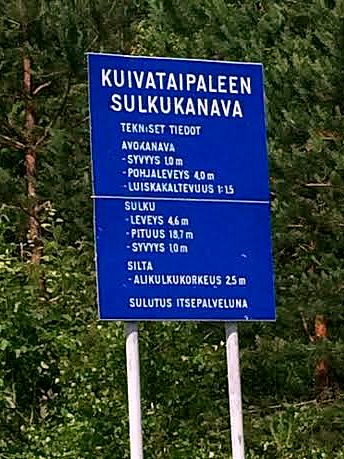 KUIVATAIPALEEN
SULKUKANAVA
TEKNISET TIEDOT
AVOKANAVA
- SYVYYS 1,0 m
- POHJALEVEYS 4,0 m
- LUISKAKALTEVUUS 1:1,5
SULKU
- LEVEYS 4,6 m
- PITUUS 18,7 m
- SYVYYS 1,0 m
SILTA
- ALIKULKUKORKEUS 2,5 m
SULUTUS ITSEPALVELUNA